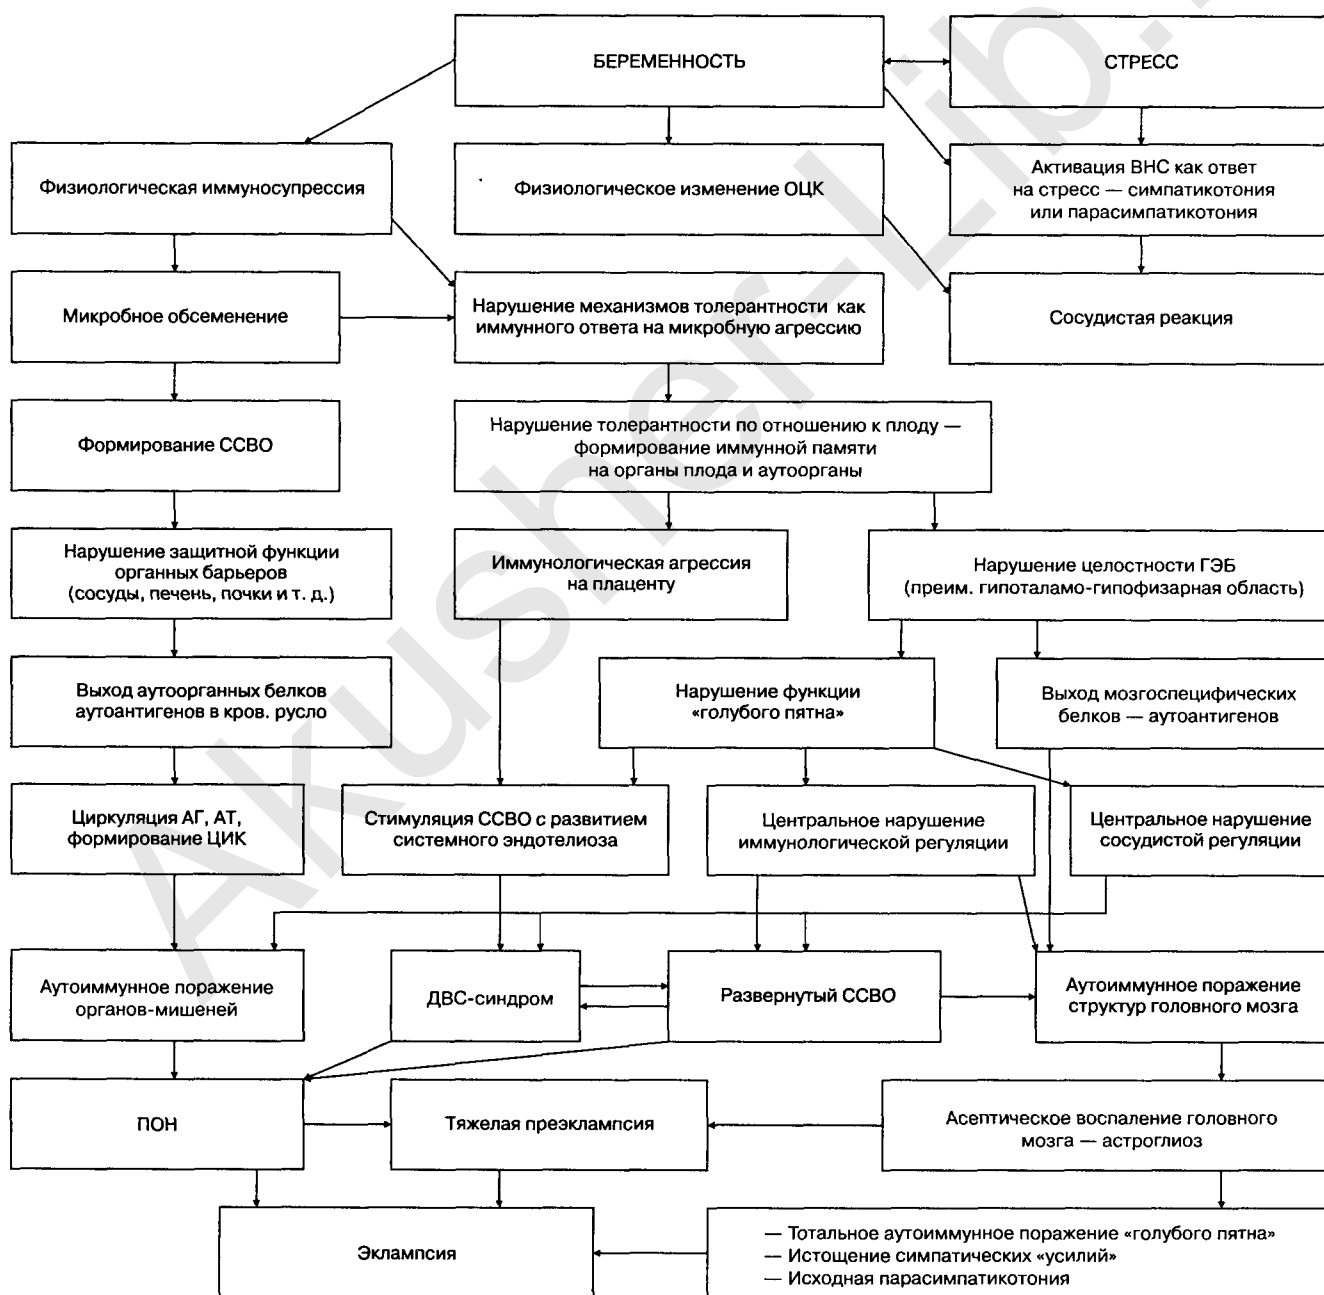 БЕРЕМЕННОСТЬ
СТРЕСС
Физиологическая иммуносупрессия
Физиологическое изменение ОЦК
Активация ВНС как ответ
на стресс — симпатикотония
или парасимпатикотония
Микробное обсеменение
Нарушение механизмов толерантности как
иммунного ответа на микробную агрессию
Сосудистая реакция
Формирование ССВО
Нарушение толерантности по отношению к плоду —
формирование иммунной памяти
на органы плода и аутоорганы
Нарушение защитной функции
органных барьеров
(сосуды, печень, почки и т. д.)
Иммунологическая агрессия
на плаценту
Нарушение целостности ГЭБ
(преим. гипоталамо-гипофизарная область)
Выход аутоорганных белков
аутоантигенов в кров. русло
Нарушение функции
«голубого пятна»
Выход мозгоспецифических
белков — аутоантигенов
Циркуляция АГ, АТ,
формирование ЦИК
Стимуляция ССВО с развитием
системного эндотелиоза
Центральное нарушение
иммунологической регуляции
Центральное нарушение
сосудистой регуляции
Аутоиммунное поражение
органов-мишеней
ДВС-синдром
Развернутый ССВО
Аутоиммунное поражение
структур головного мозга
ПОН
Тяжелая преэклампсия
Асептическое воспаление головного
мозга — астроглиоз
Эклампсия
— Тотальное аутоиммунное поражение «голубого пятна»
— Истощение симпатических «усилий»
— Исходная парасимпатикотония
Akusher-Lib.